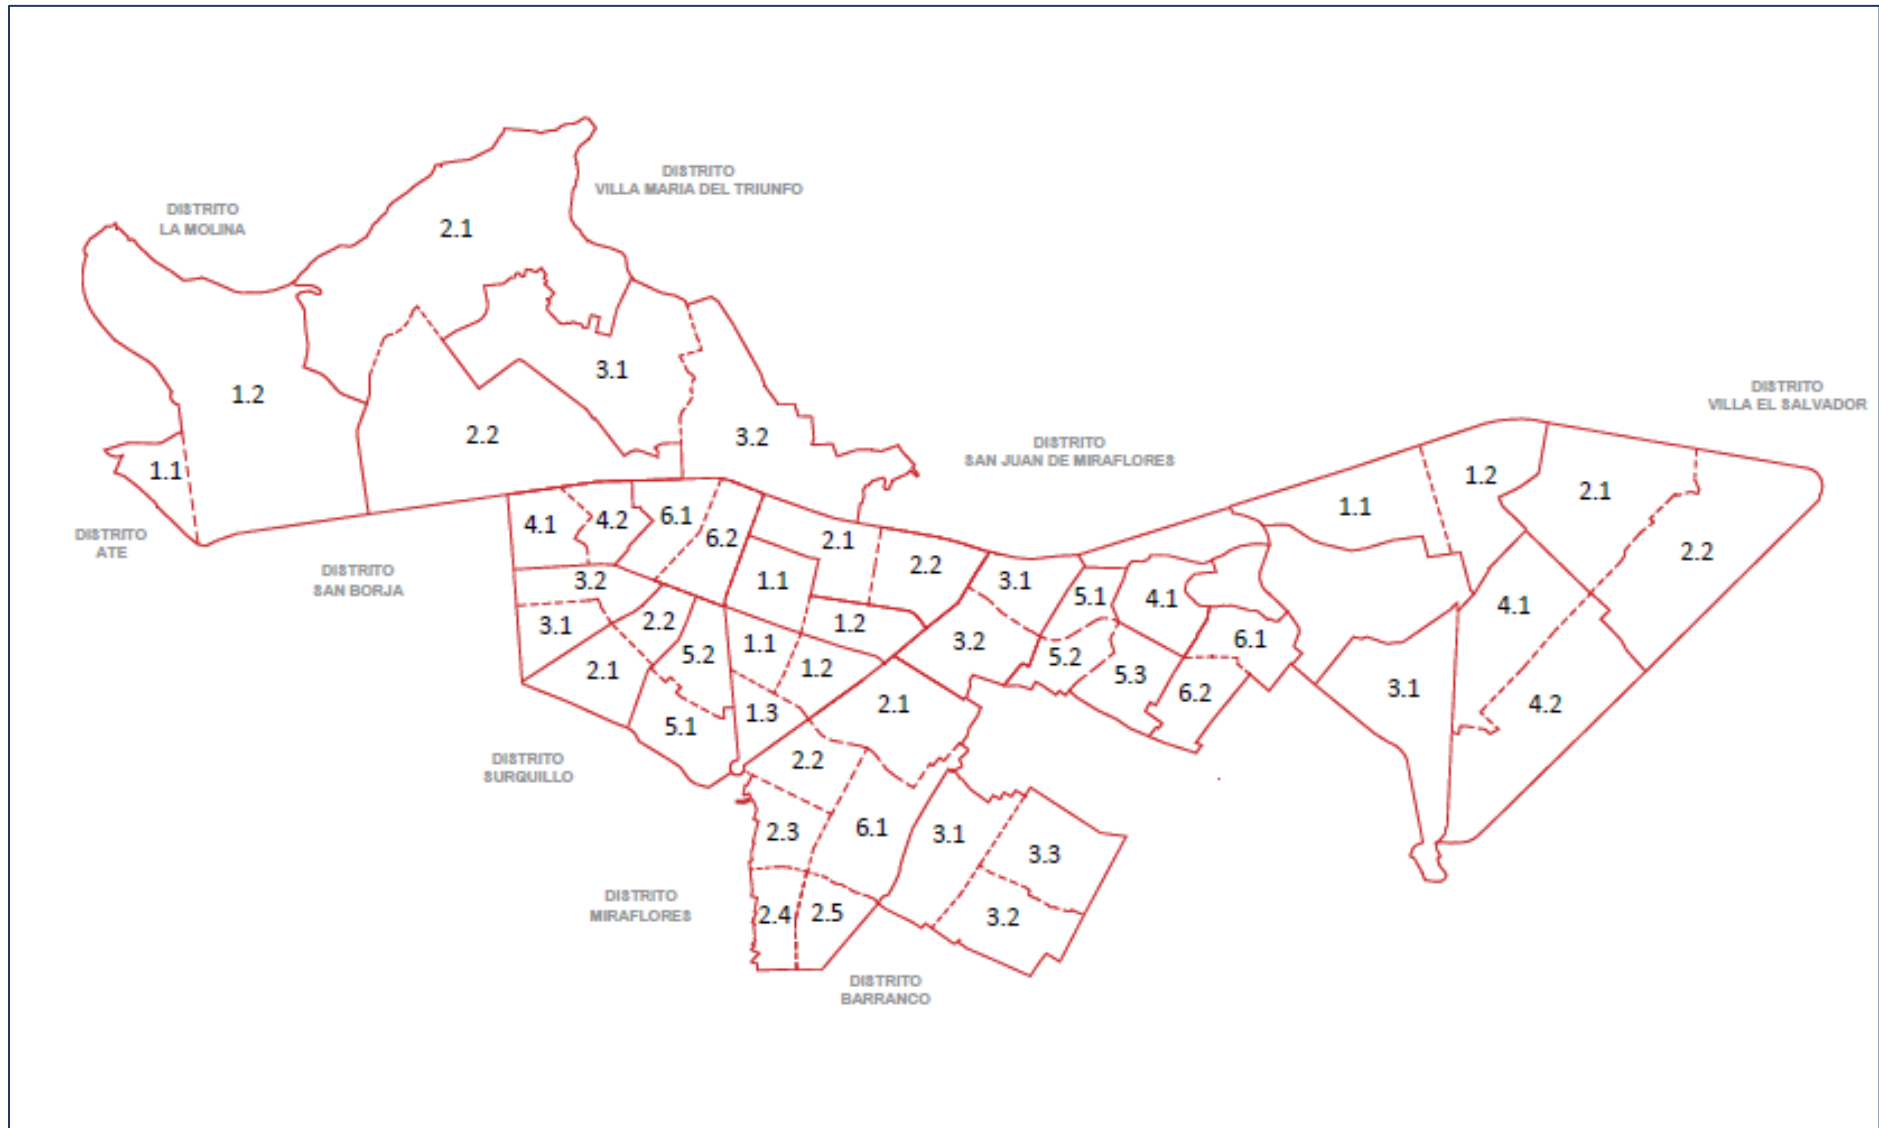 DISTRITO
VILLA MARIA DEL TRIUNFO
DISTRITO
LA MOLINA
2.1
3.1
1.2
DISTRITO
VILLA EL SALVADOR
2.2
3.2
DISTRITO
SAN JUAN DE MIRAFLORES
1.1
1.2
2.1
1.1
4.1
4.2
6.1
6.2
2.1
2.2
2.2
DISTRITO
ATE
DISTRITO
SAN BORJA
3.2
1.1
3.1
5.1
4.1
4.1
3.1
2.2
1.2
5.2
1.1
3.2
6.1
2.1
1.2
5.2
5.3
6.2
3.1
4.2
5.1
1.3
2.1
DISTRITO
SURQUILLO
2.2
2.3
6.1
3.1
3.3
DISTRITO
MIRAFLORES
2.4
2.5
3.2
DISTRITO
BARRANCO